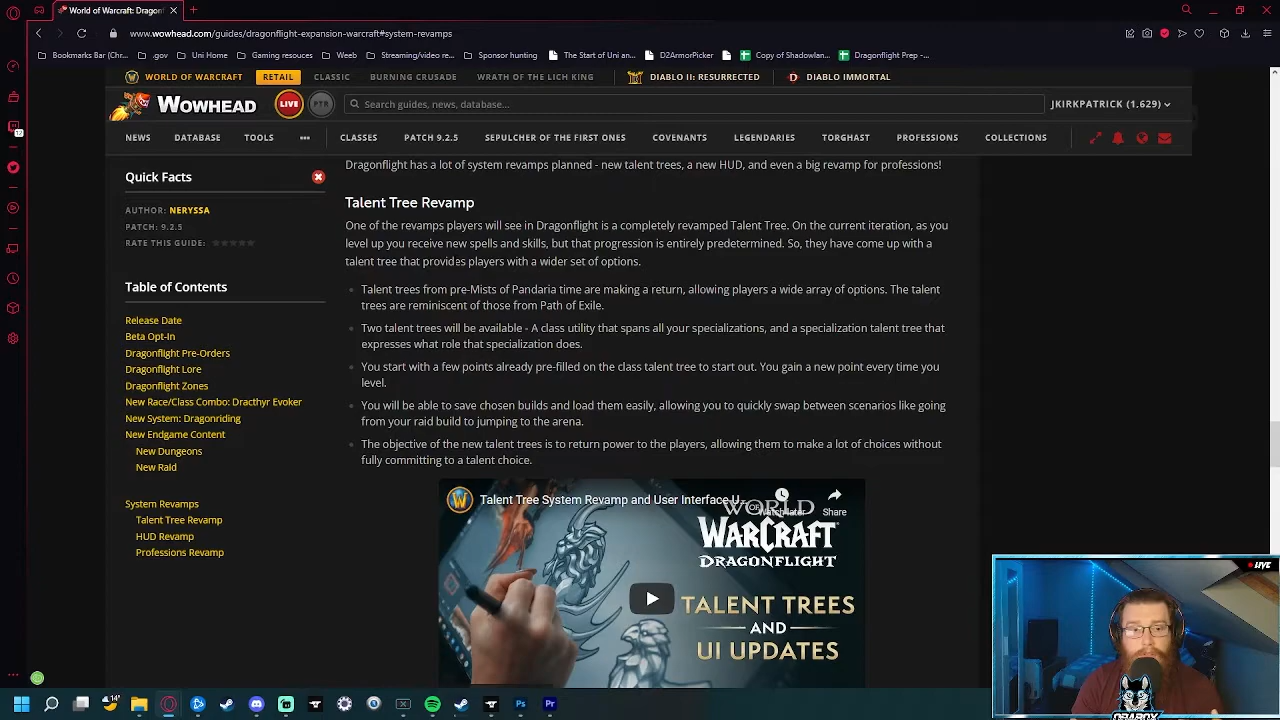 World of Warcraft: Dragonf
www.wowhead.com/guides/dragonflight-expansion-warcraft#system-revamps
Bookmarks Bar (Chr... .gov Uni Home Gaming resouces Weeb Streaming/video re... Sponsor hunting The Start of Uni an... D2ArmorPicker Copy of Shadowlan... Dragonflight Prep -...
WORLD OF WARCRAFT RETAIL CLASSIC BURNING CRUSADE WRATH OF THE LICH KING DIABLO II: RESURRECTED DIABLO IMMORTAL
WOWHEAD LIVE PTR Search guides, news, database... JKIRKPATRICK (1,629)
NEWS DATABASE TOOLS ••• CLASSES PATCH 9.2.5 SEPULCHER OF THE FIRST ONES COVENANTS LEGENDARIES TORGHAST PROFESSIONS COLLECTIONS
12
Quick Facts
AUTHOR: NERYSSA
PATCH: 9.2.5
RATE THIS GUIDE:
Table of Contents
Release Date
Beta Opt-In
Dragonflight Pre-Orders
Dragonflight Lore
Dragonflight Zones
New Race/Class Combo: Dracthyr Evoker
New System: Dragonriding
New Endgame Content
New Dungeons
New Raid
System Revamps
Talent Tree Revamp
HUD Revamp
Professions Revamp
Dragonflight has a lot of system revamps planned - new talent trees, a new HUD, and even a big revamp for professions!
Talent Tree Revamp
One of the revamps players will see in Dragonflight is a completely revamped Talent Tree. On the current iteration, as you
level up you receive new spells and skills, but that progression is entirely predetermined. So, they have come up with a
talent tree that provides players with a wider set of options.
Talent trees from pre-Mists of Pandaria time are making a return, allowing players a wide array of options. The talent
trees are reminiscent of those from Path of Exile.
Two talent trees will be available - A class utility that spans all your specializations, and a specialization talent tree that
expresses what role that specialization does.
You start with a few points already pre-filled on the class talent tree to start out. You gain a new point every time you
level.
You will be able to save chosen builds and load them easily, allowing you to quickly swap between scenarios like going
from your raid build to jumping to the arena.
The objective of the new talent trees is to return power to the players, allowing them to make a lot of choices without
fully committing to a talent choice.
Talent Tree System Revamp and User Interface U...
Watch later Share
WORLD OF
WARCRAFT
DRAGONFLIGHT
TALENT TREES
AND
UI UPDATES
LIVE
14°